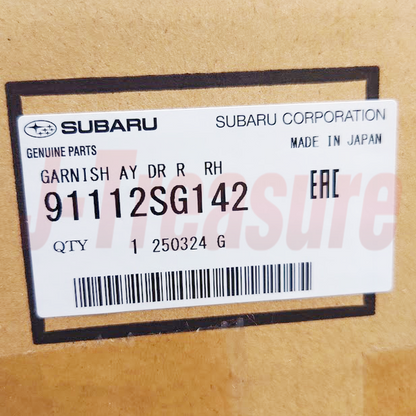 SUBARU SUBARU CORPORATION
GENUINE PARTS MADE IN JAPAN
GARNISH AY DR R RH
91112SG142 EAC
QTY 1 250324 G
J-Treasure